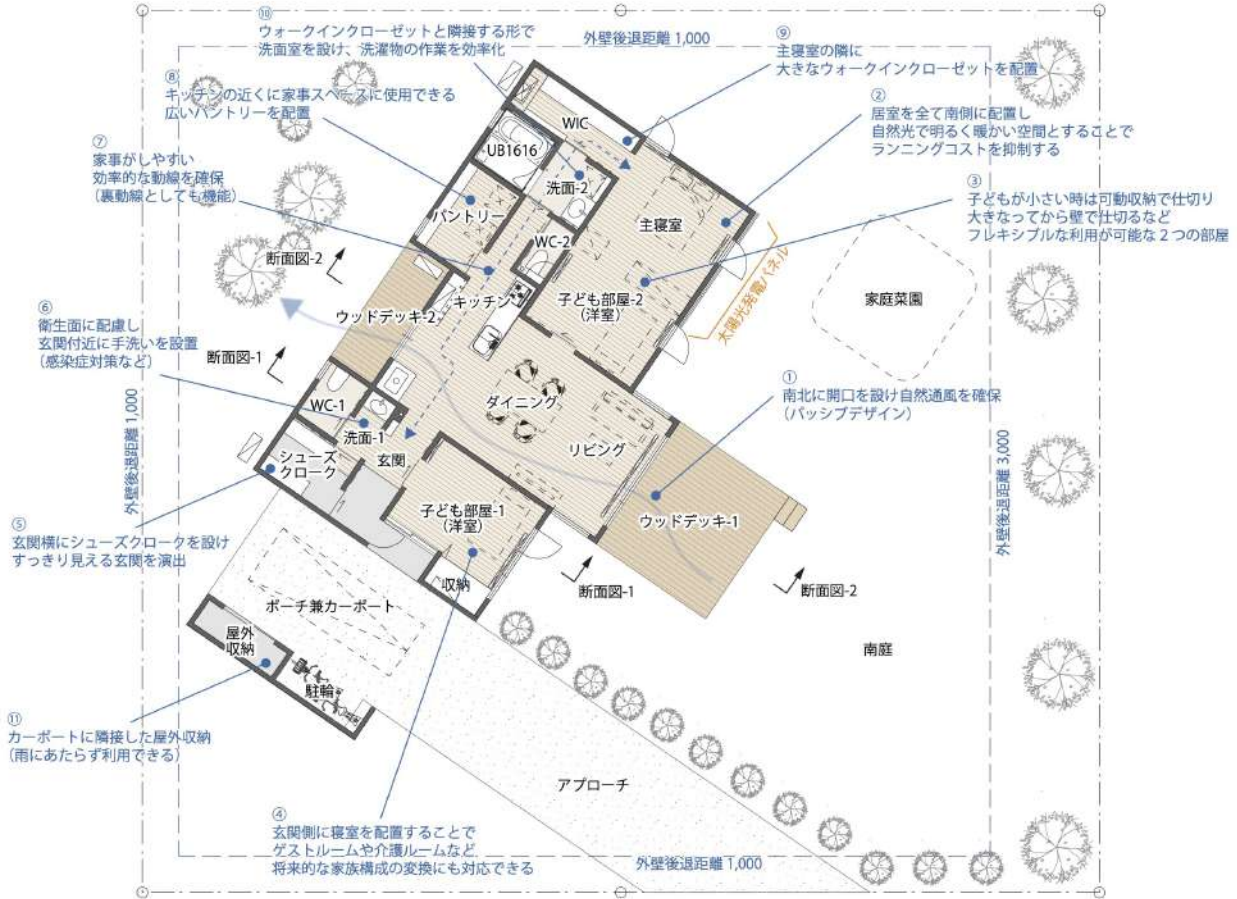 ⑩
ウォークインクローゼットと隣接する形で
洗面室を設け、洗濯物の作業を効率化
外壁後退距離 1,000
⑨
主寝室の隣に
大きなウォークインクローゼットを配置
⑧
キッチンの近くに家事スペースに使用できる
広いパントリーを配置
②
居室を全て南側に配置し
自然光で明るく暖かい空間とすることで
ランニングコストを抑制する
⑦
家事がしやすい
効率的な動線を確保
(裏動線としても機能)
③
子どもが小さい時は可動収納で仕切り
大きなってから壁で仕切るなど
フレキシブルな利用が可能な2つの部屋
WIC
UB1616
洗面-2
パントリー
主寝室
WC-2
断面図-2
太陽光発電パネル
家庭菜園
キッチン
子ども部屋-2
(洋室)
ウッドデッキ-2
⑥
衛生面に配慮し
玄関付近に手洗いを設置
(感染症対策など)
断面図-1
①
南北に開口を設け自然通風を確保
(パッシブデザイン)
外壁後退距離 1,000
WC-1
ダイニング
洗面-1
リビング
玄関
シューズ
クローク
外壁後退距離 3,000
子ども部屋-1
(洋室)
ウッドデッキ-1
⑤
玄関横にシューズクロークを設け
すっきり見える玄関を演出
収納
断面図-1
断面図-2
ポーチ兼カーポート
屋外
収納
南庭
駐輪
⑪
カーポートに隣接した屋外収納
(雨にあたらず利用できる)
アプローチ
④
玄関側に寝室を配置することで
ゲストルームや介護ルームなど
将来的な家族構成の変換にも対応できる
外壁後退距離 1,000